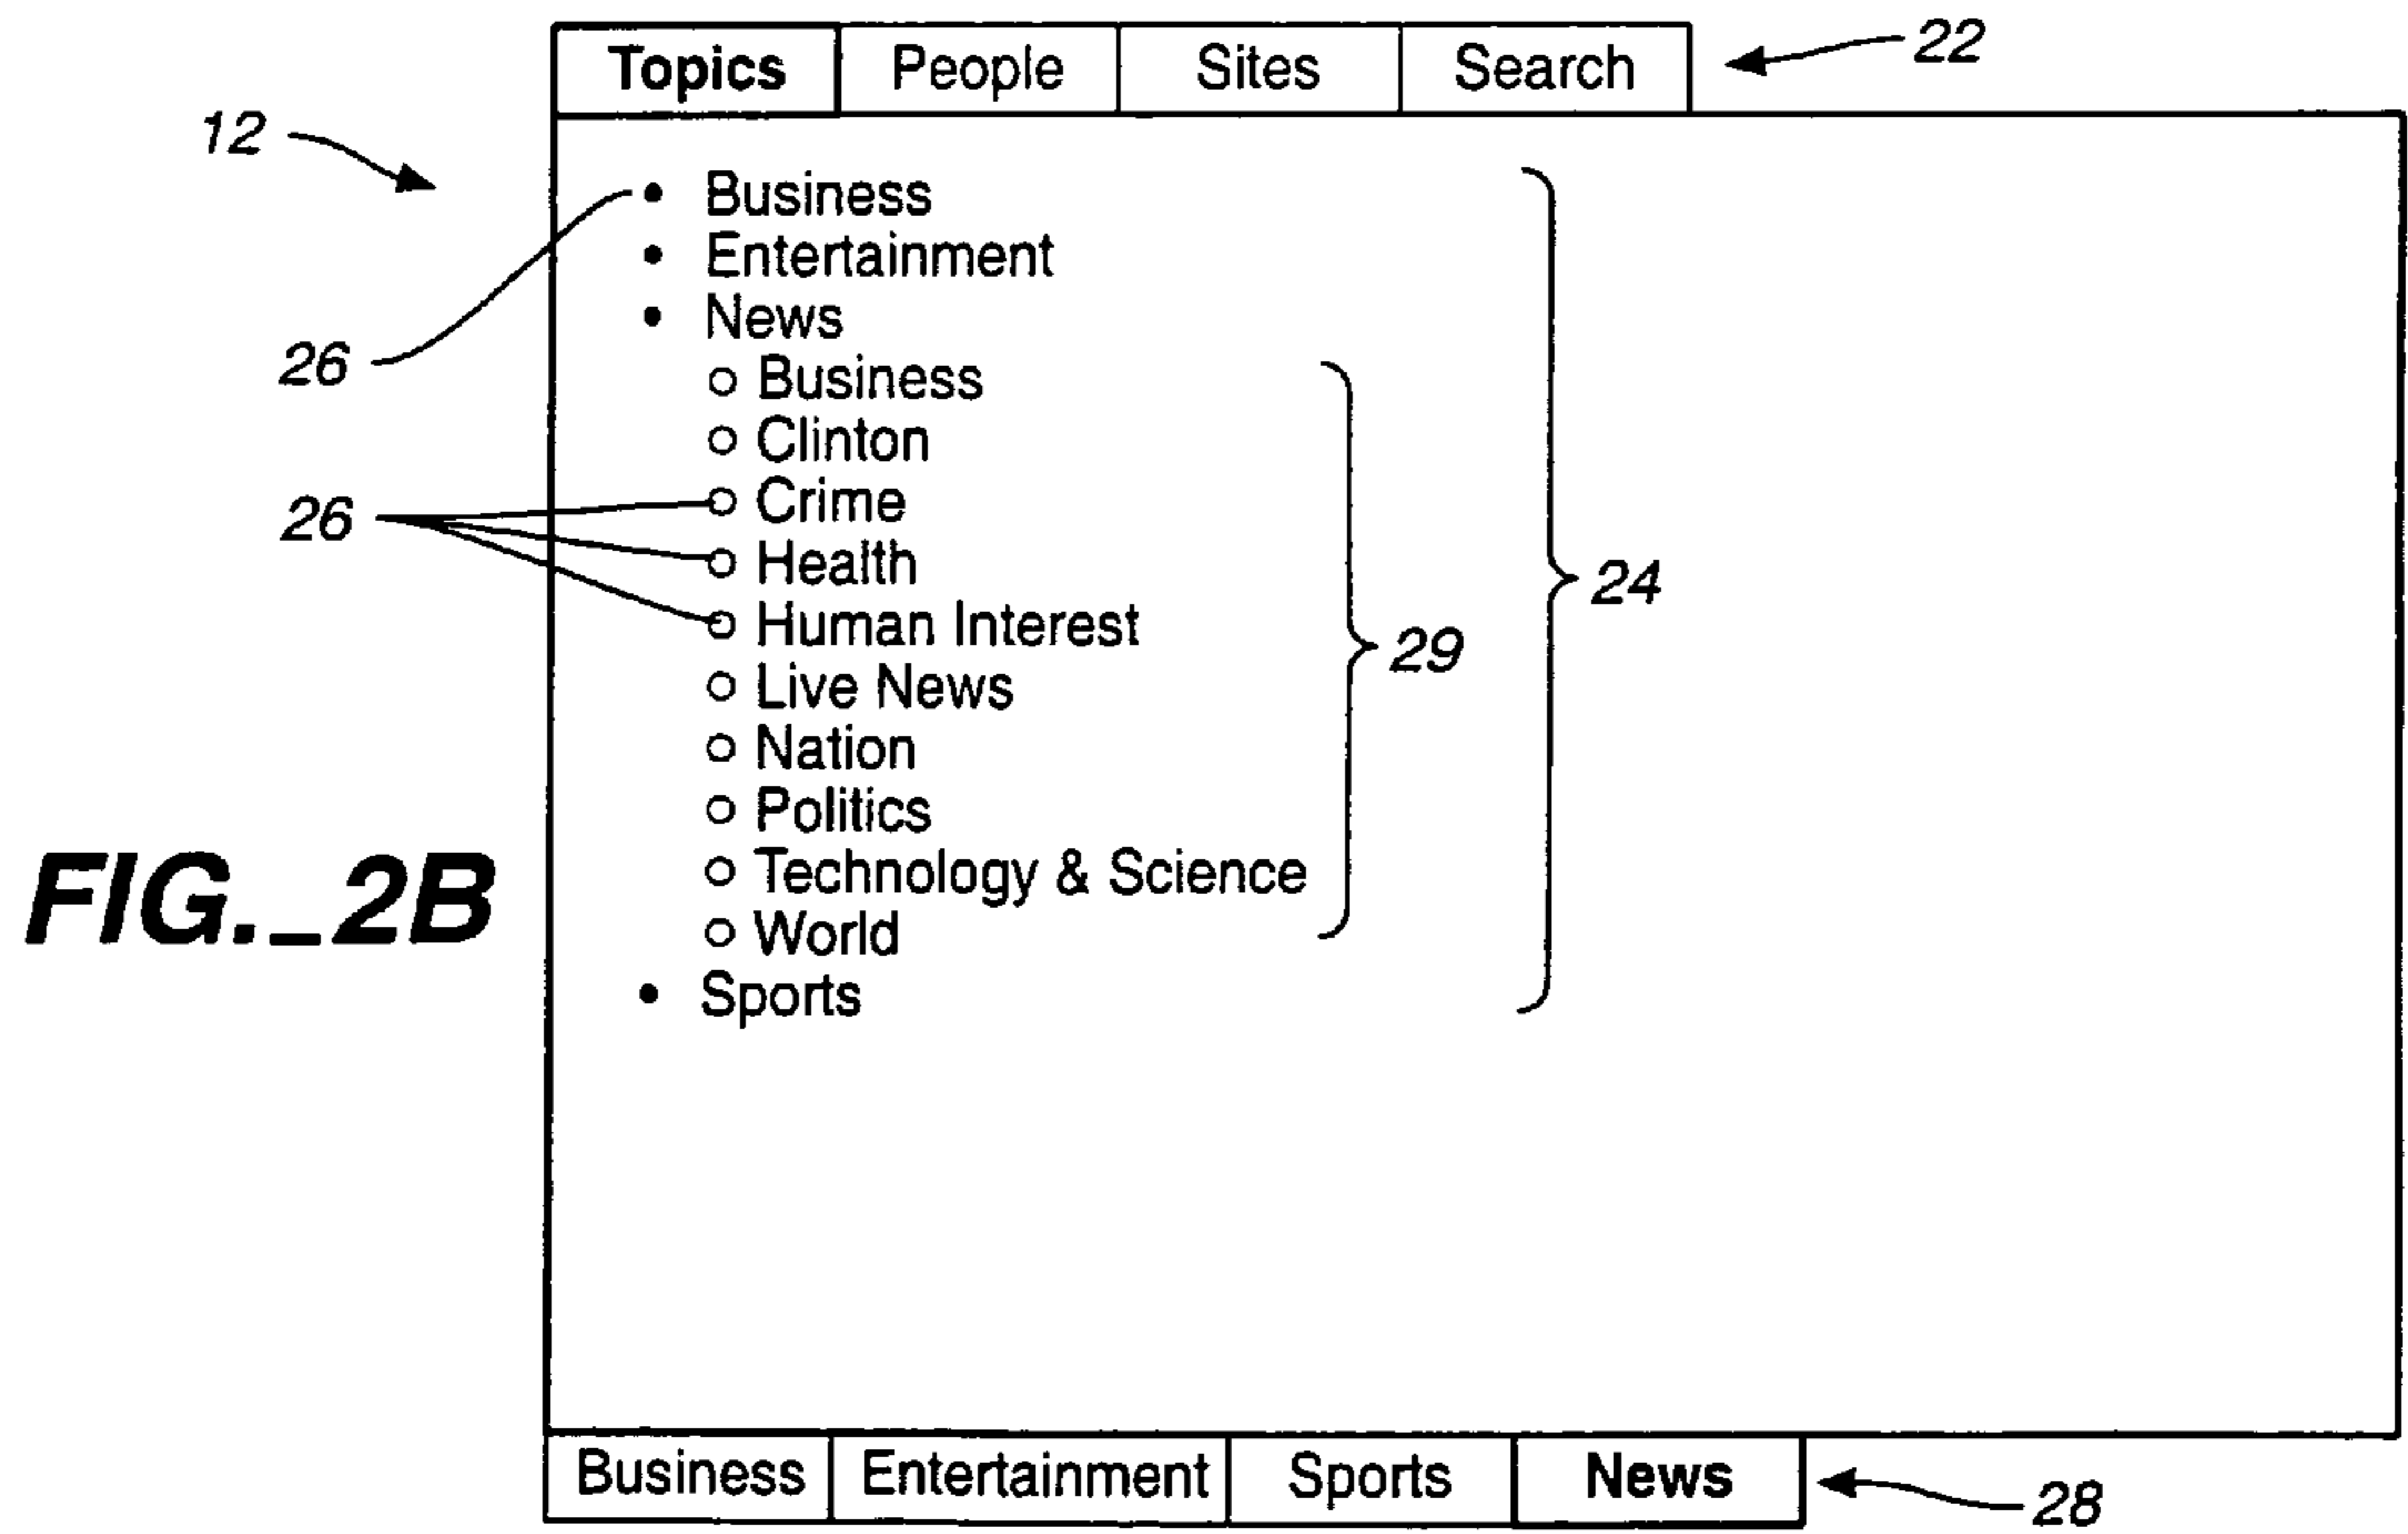 Topics People Sites Search
22
12
• Business
• Entertainment
• News
26
○ Business
○ Clinton
○ Crime
26
○ Health
○ Human Interest
○ Live News
○ Nation
○ Politics
○ Technology & Science
○ World
• Sports
29
24
FIG._2B
Business Entertainment Sports News
28